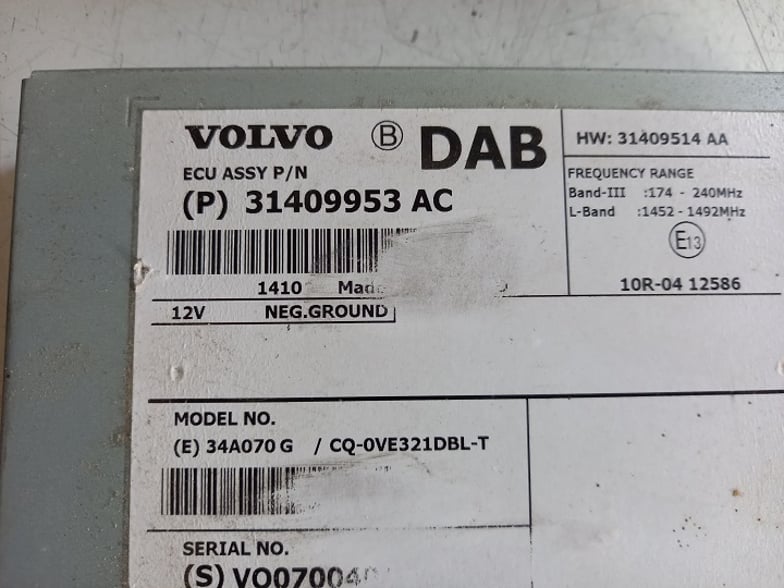 VOLVO Ⓑ DAB
ECU ASSY P/N
(P) 31409953 AC
1410
12V NEG.GROUND
HW: 31409514 AA
FREQUENCY RANGE
Band-III :174 - 240MHz
L-Band :1452 - 1492MHz
E13
10R-04 12586
MODEL NO.
(E) 34A070 G / CQ-0VE321DBL-T
SERIAL NO.